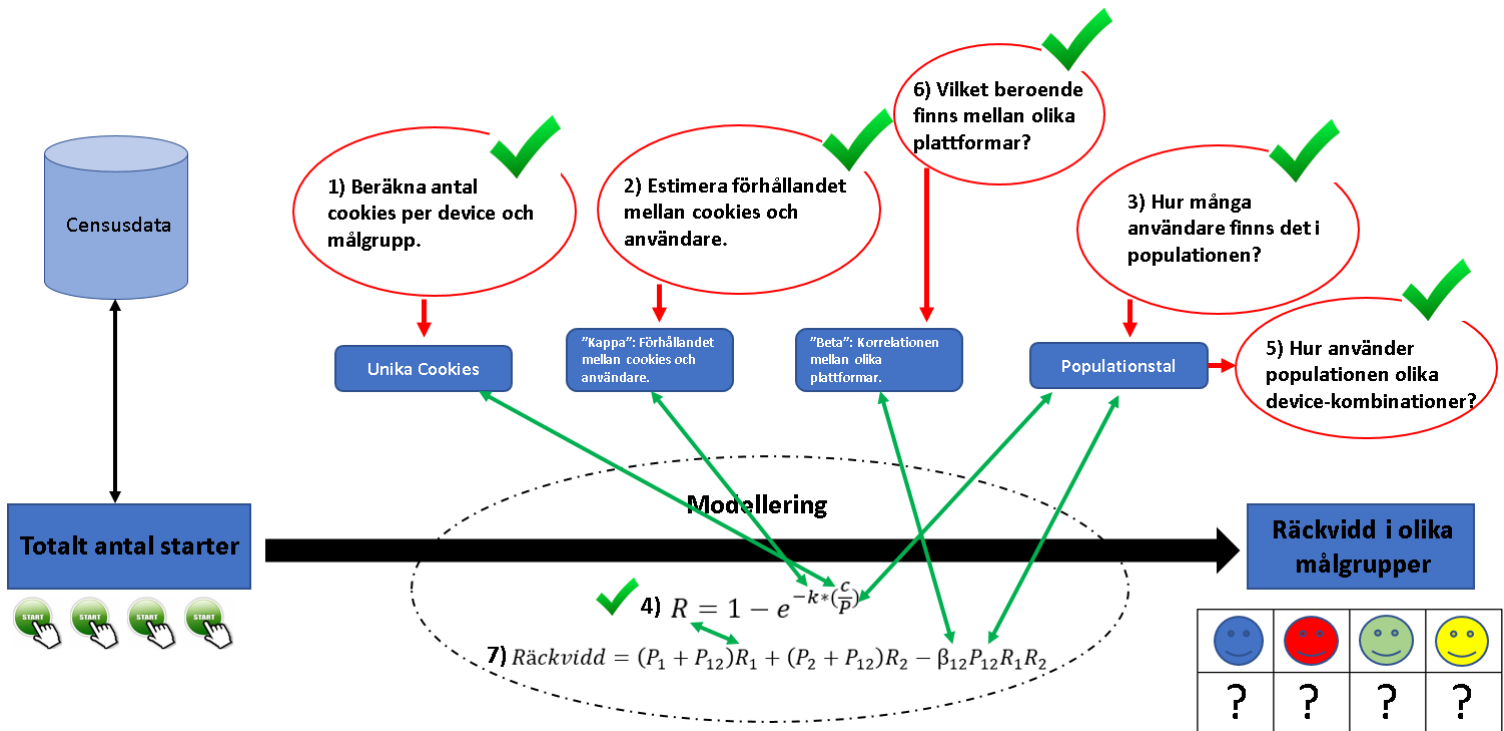 6) Vilket beroende
finns mellan olika
plattformar?
1) Beräkna antal
cookies per device och
målgrupp.
2) Estimera förhållandet
mellan cookies och
användare.
3) Hur många
användare finns det i
populationen?
Censusdata
5) Hur använder
populationen olika
device-kombinationer?
Unika Cookies
”Kappa”: Förhållandet
mellan cookies och
användare.
”Beta”: Korrelationen
mellan olika
plattformar.
Populationstal
Modellering
Totalt antal starter
Räckvidd i olika
målgrupper
START START START START
4) R = 1 − e^{−k*(c/P)}
7) Räckvidd = (P₁ + P₁₂)R₁ + (P₂ + P₁₂)R₂ − β₁₂P₁₂R₁R₂
? ? ? ?